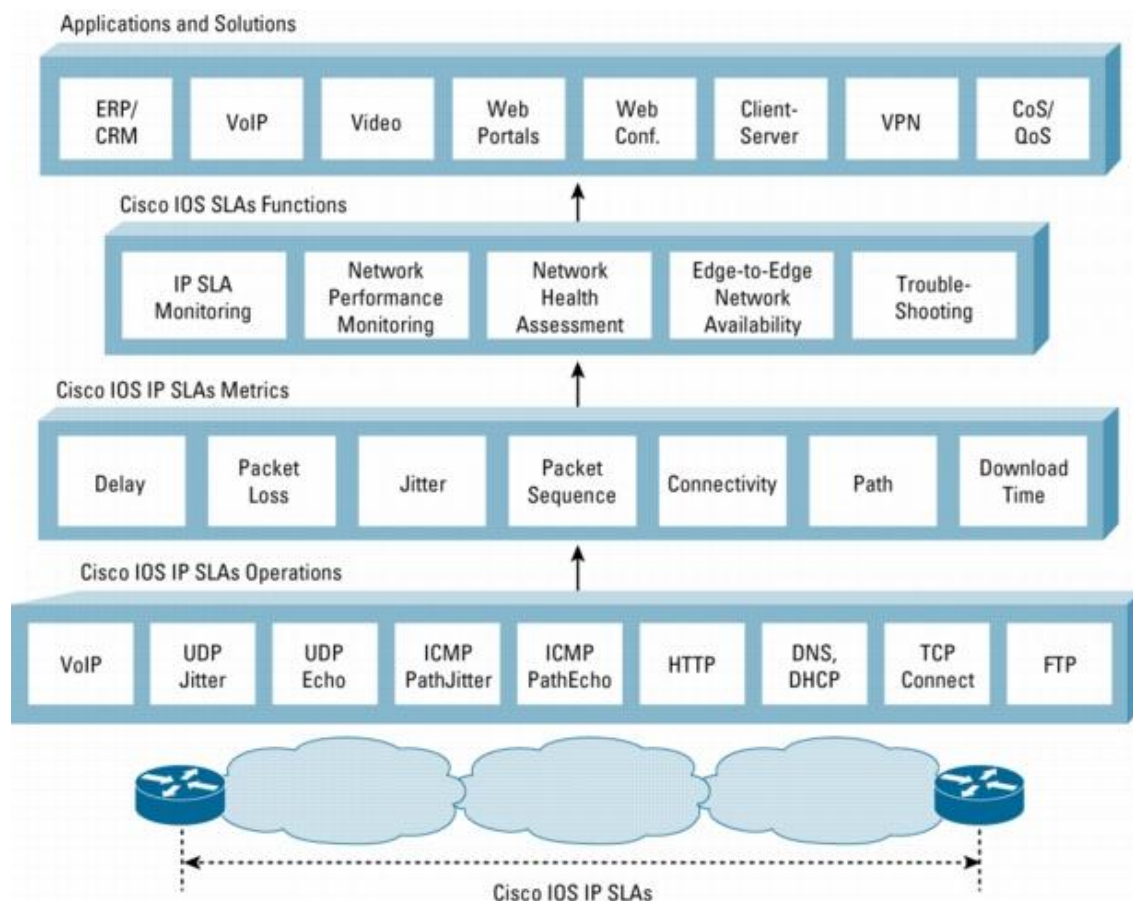 Applications and Solutions
ERP/
CRM
VoIP
Video
Web
Portals
Web
Conf.
Client-
Server
VPN
CoS/
QoS
Cisco IOS SLAs Functions
IP SLA
Monitoring
Network
Performance
Monitoring
Network
Health
Assessment
Edge-to-Edge
Network
Availability
Trouble-
Shooting
Cisco IOS IP SLAs Metrics
Delay
Packet
Loss
Jitter
Packet
Sequence
Connectivity
Path
Download
Time
Cisco IOS IP SLAs Operations
VoIP
UDP
Jitter
UDP
Echo
ICMP
PathJitter
ICMP
PathEcho
HTTP
DNS,
DHCP
TCP
Connect
FTP
Cisco IOS IP SLAs